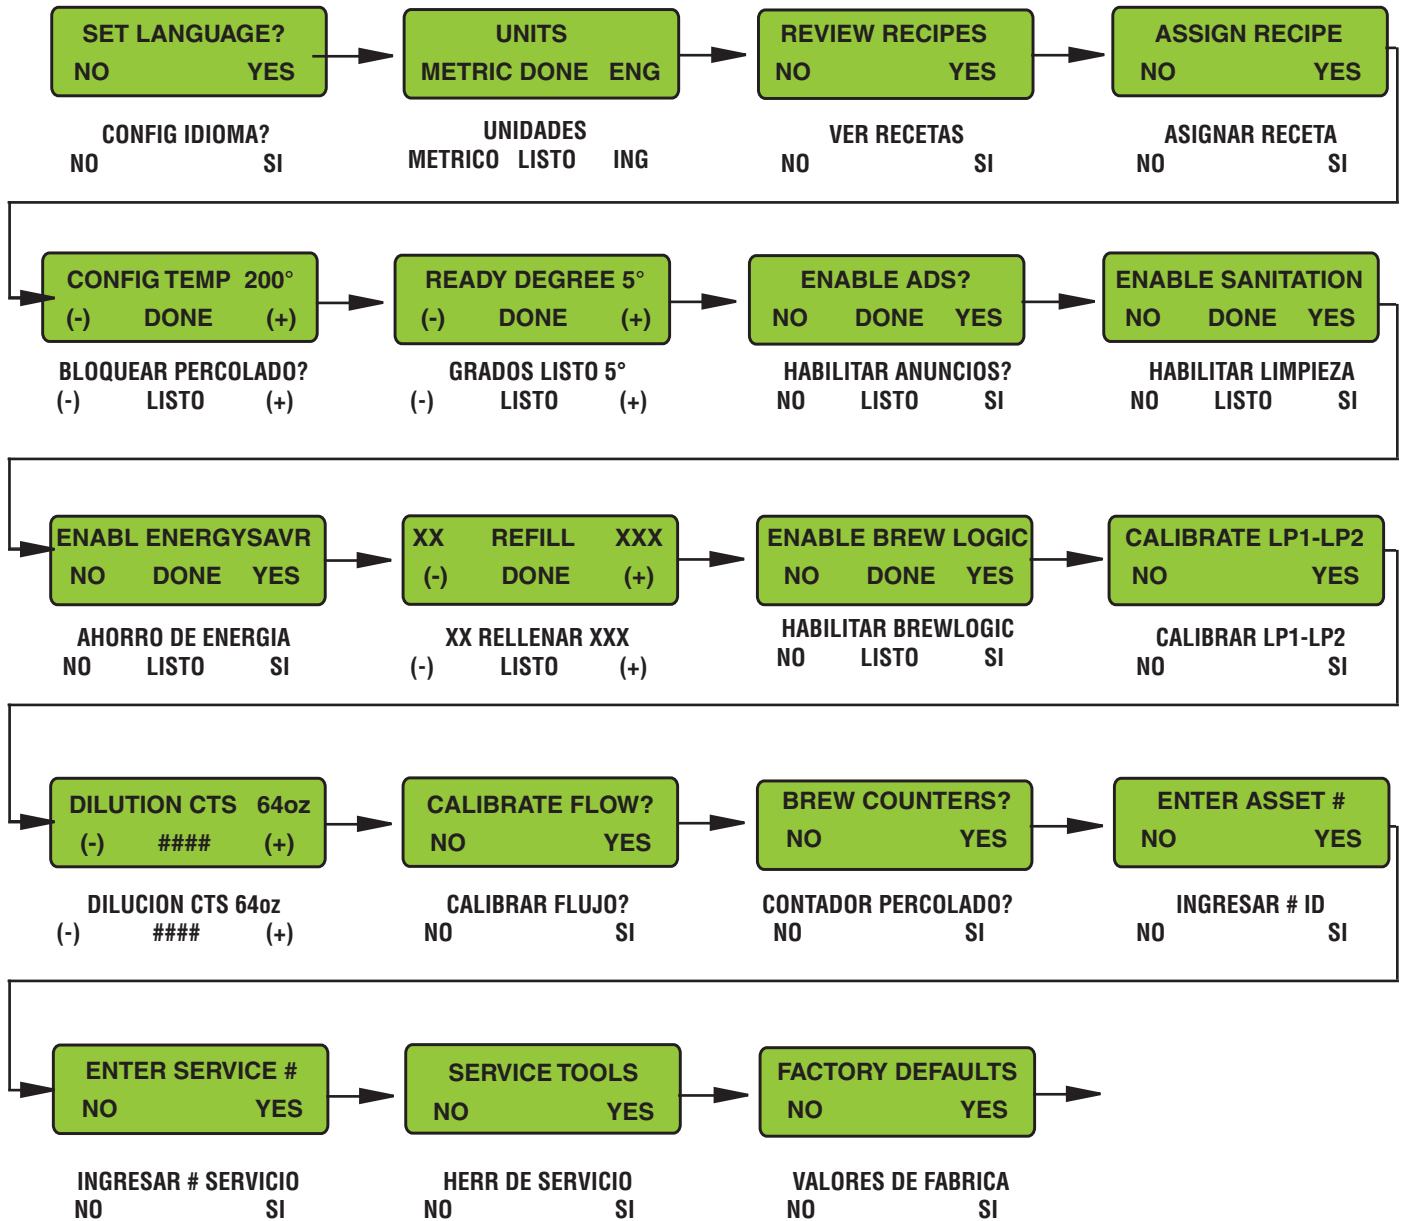 SET LANGUAGE?
NO YES
CONFIG IDIOMA?
NO SI
UNITS
METRIC DONE ENG
UNIDADES
METRICO LISTO ING
REVIEW RECIPES
NO YES
VER RECETAS
NO SI
ASSIGN RECIPE
NO YES
ASIGNAR RECETA
NO SI
CONFIG TEMP 200°
(-) DONE (+)
BLOQUEAR PERCOLADO?
(-) LISTO (+)
READY DEGREE 5°
(-) DONE (+)
GRADOS LISTO 5°
(-) LISTO (+)
ENABLE ADS?
NO DONE YES
HABILITAR ANUNCIOS?
NO LISTO SI
ENABLE SANITATION
NO DONE YES
HABILITAR LIMPIEZA
NO LISTO SI
ENABL ENERGYSAVR
NO DONE YES
AHORRO DE ENERGIA
NO LISTO SI
XX REFILL XXX
(-) DONE (+)
XX RELLENAR XXX
(-) LISTO (+)
ENABLE BREW LOGIC
NO DONE YES
HABILITAR BREWLOGIC
NO LISTO SI
CALIBRATE LP1-LP2
NO YES
CALIBRAR LP1-LP2
NO SI
DILUTION CTS 64oz
(-) #### (+)
DILUCION CTS 64oz
(-) #### (+)
CALIBRATE FLOW?
NO YES
CALIBRAR FLUJO?
NO SI
BREW COUNTERS?
NO YES
CONTADOR PERCOLADO?
NO SI
ENTER ASSET #
NO YES
INGRESAR # ID
NO SI
ENTER SERVICE #
NO YES
INGRESAR # SERVICIO
NO SI
SERVICE TOOLS
NO YES
HERR DE SERVICIO
NO SI
FACTORY DEFAULTS
NO YES
VALORES DE FABRICA
NO SI